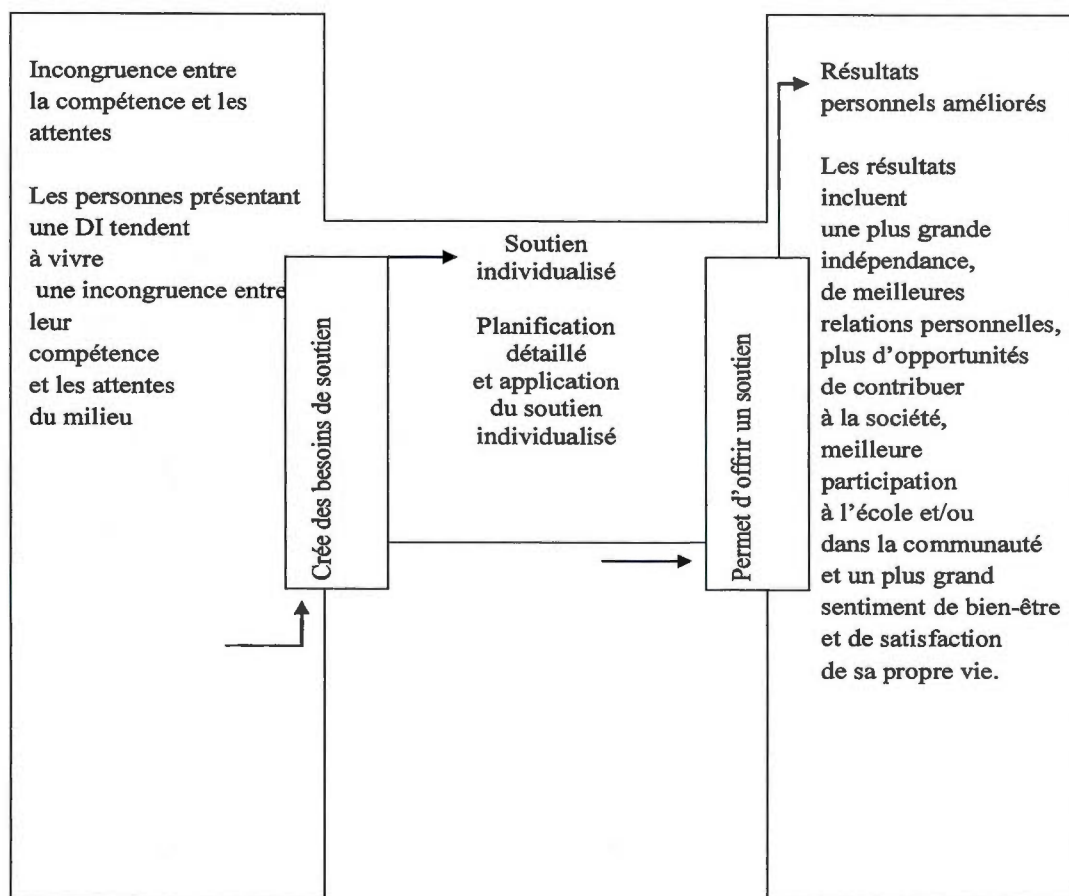 Incongruence entre
la compétence et les
attentes
Les personnes présentant
une DI tendent
à vivre
une incongruence entre
leur
compétence
et les attentes
du milieu
Crée des besoins de soutien
Soutien
individualisé
Planification
détaillé
et application
du soutien
individualisé
Permet d'offrir un soutien
Résultats
personnels améliorés
Les résultats
incluent
une plus grande
indépendance,
de meilleures
relations personnelles,
plus d'opportunités
de contribuer
à la société,
meilleure
participation
à l'école et/ou
dans la communauté
et un plus grand
sentiment de bien-être
et de satisfaction
de sa propre vie.